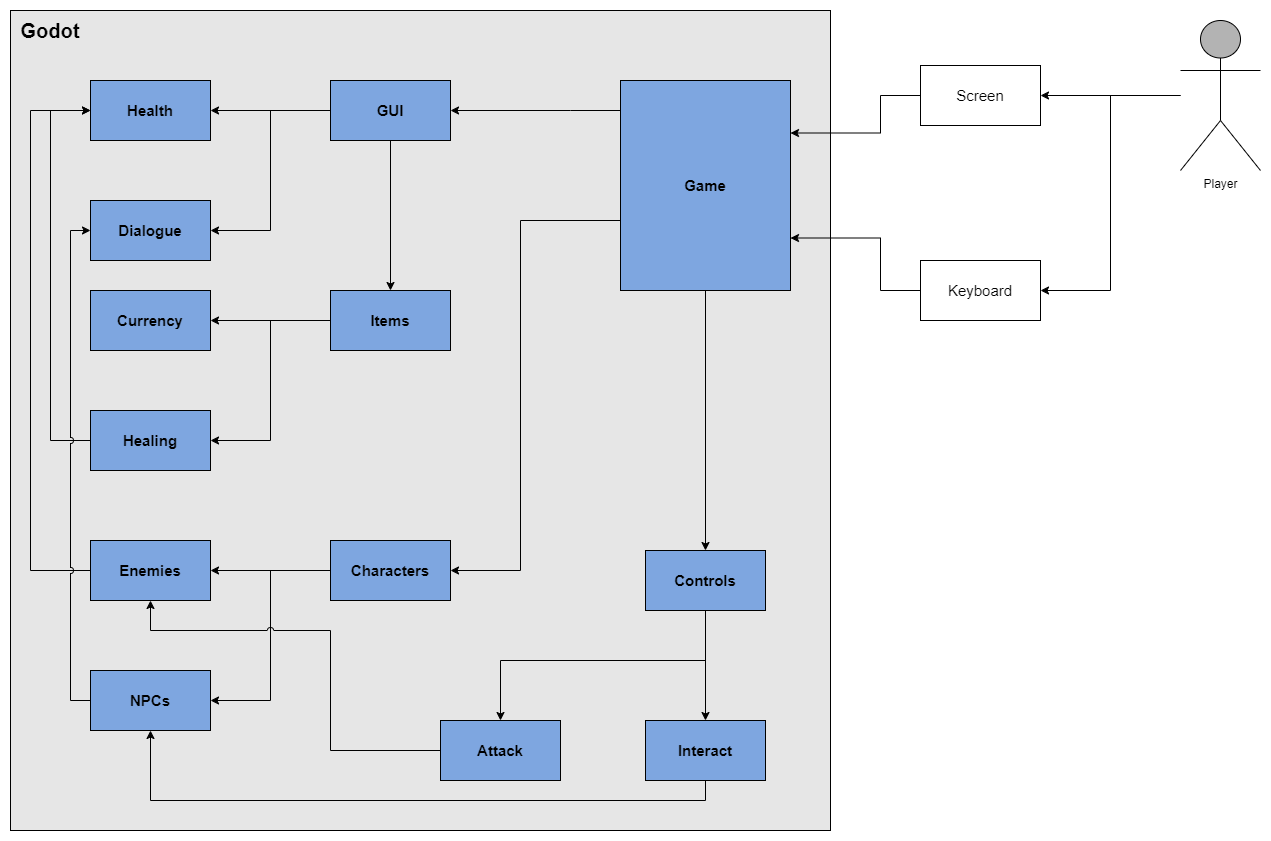 Godot
Health
GUI
Game
Screen
Player
Dialogue
Keyboard
Currency
Items
Healing
Enemies
Characters
Controls
NPCs
Attack
Interact